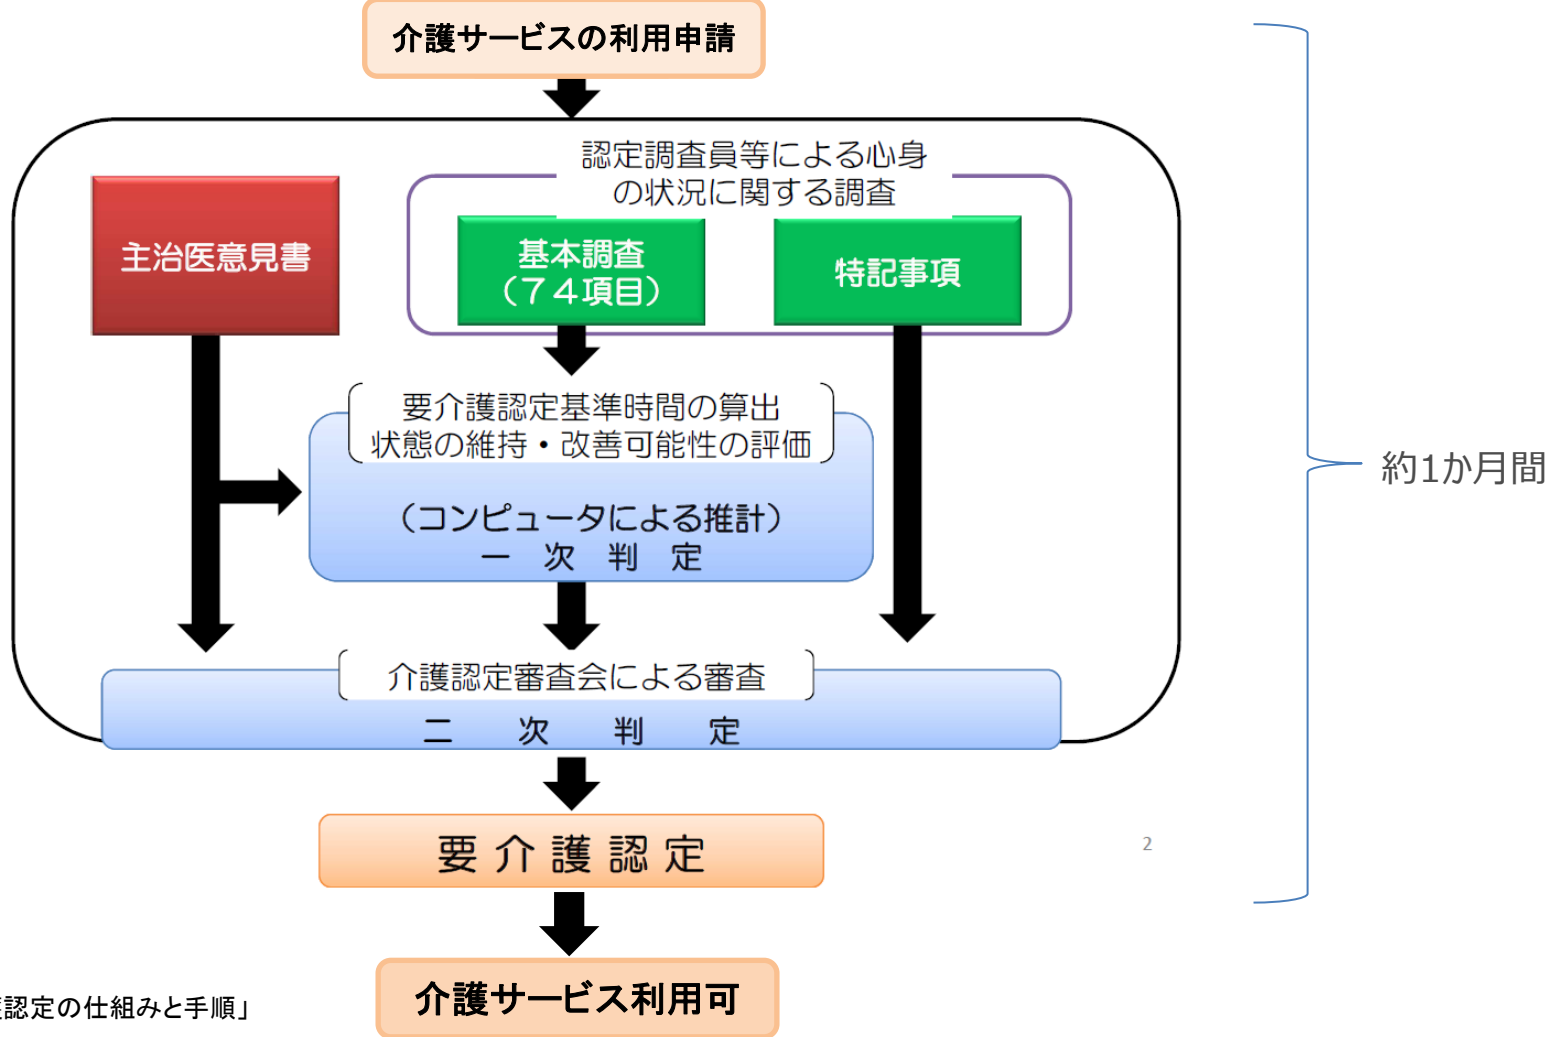 介護サービスの利用申請
認定調査員等による心身
の状況に関する調査
主治医意見書
基本調査
（７４項目）
特記事項
要介護認定基準時間の算出
状態の維持・改善可能性の評価
（コンピュータによる推計）
一 次 判 定
約1か月間
介護認定審査会による審査
二 次 判 定
要 介 護 認 定
2
介護サービス利用可
認定の仕組みと手順」